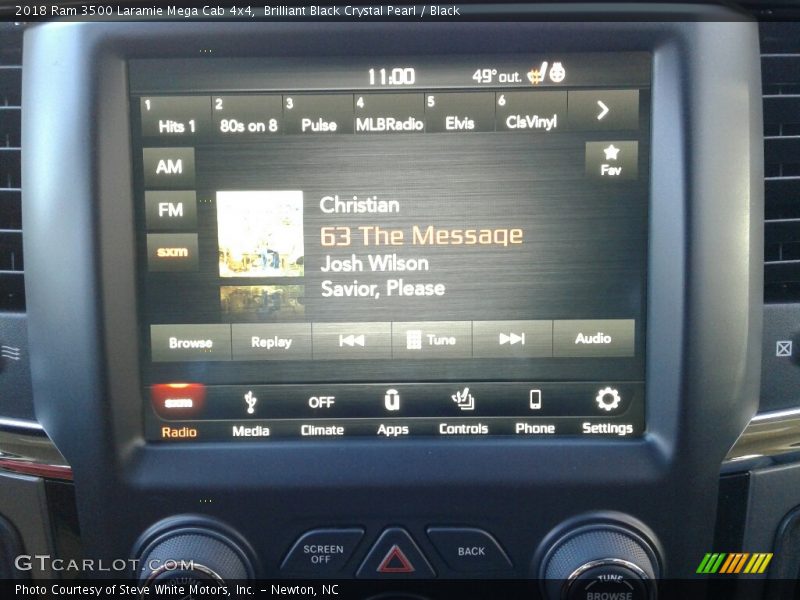 2018 Ram 3500 Laramie Mega Cab 4x4,  Brilliant Black Crystal Pearl / Black
11:00 49° out.
1 Hits 1 2 80s on 8 3 Pulse 4 MLBRadio 5 Elvis 6 ClsVinyl
AM
Fav
FM
sxm
Christian
63 The Message
Josh Wilson
Savior, Please
Browse Replay Tune Audio
sxm OFF
Radio Media Climate Apps Controls Phone Settings
SCREEN OFF BACK
VOLUME
TUNE
BROWSE
GTCARLOT.COM
Photo Courtesy of Steve White Motors, Inc. – Newton, NC